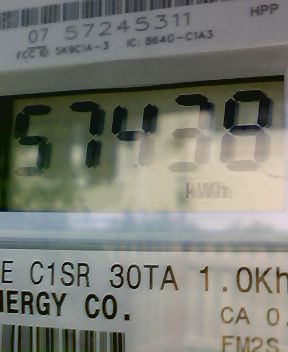 HPP
07 57245311
FCC ID: SK9C1A-3 IC: 864G-C1A3
57438
kWh
E C1SR 30TA 1.0Kh
NERGY CO.
CA 0.
FM2S